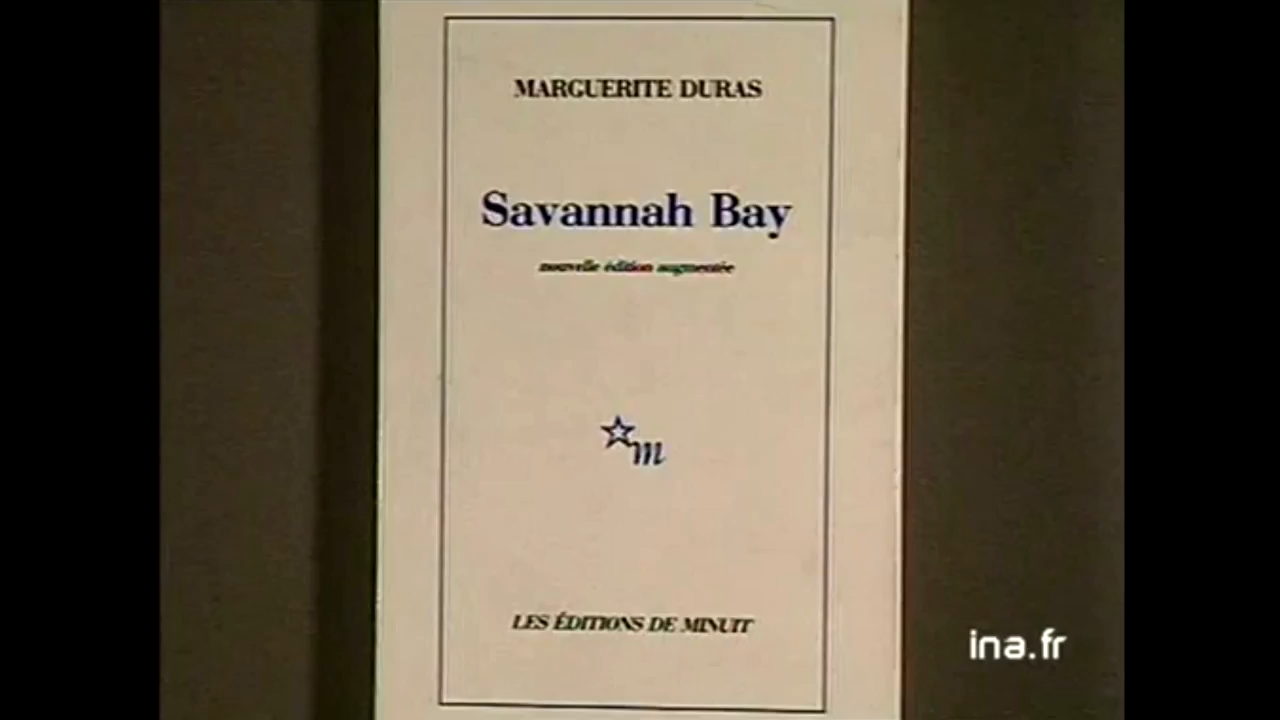 MARGUERITE DURAS
Savannah Bay
nouvelle édition augmentée
m
LES ÉDITIONS DE MINUIT
ina.fr